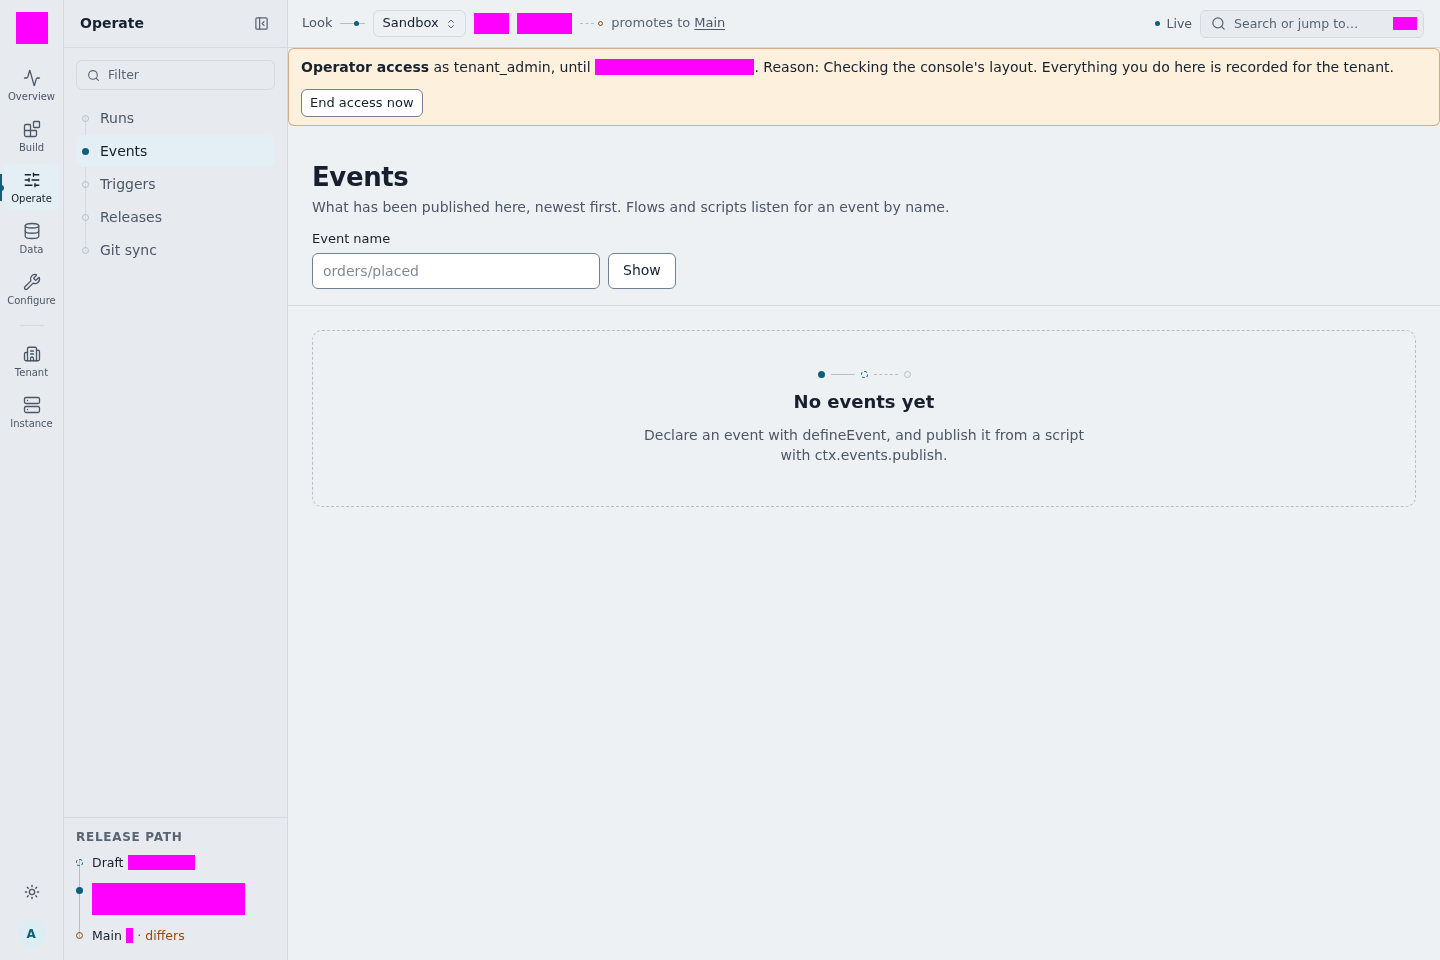 Operate
Look
Sandbox
promotes to Main
Live
Search or jump to…
Overview
Build
Operate
Data
Configure
Tenant
Instance
A
Filter
Runs
Events
Triggers
Releases
Git sync
RELEASE PATH
Draft
Main · differs
Operator access as tenant_admin, until . Reason: Checking the console's layout. Everything you do here is recorded for the tenant.
End access now
Events
What has been published here, newest first. Flows and scripts listen for an event by name.
Event name
orders/placed
Show
No events yet
Declare an event with defineEvent, and publish it from a script
with ctx.events.publish.